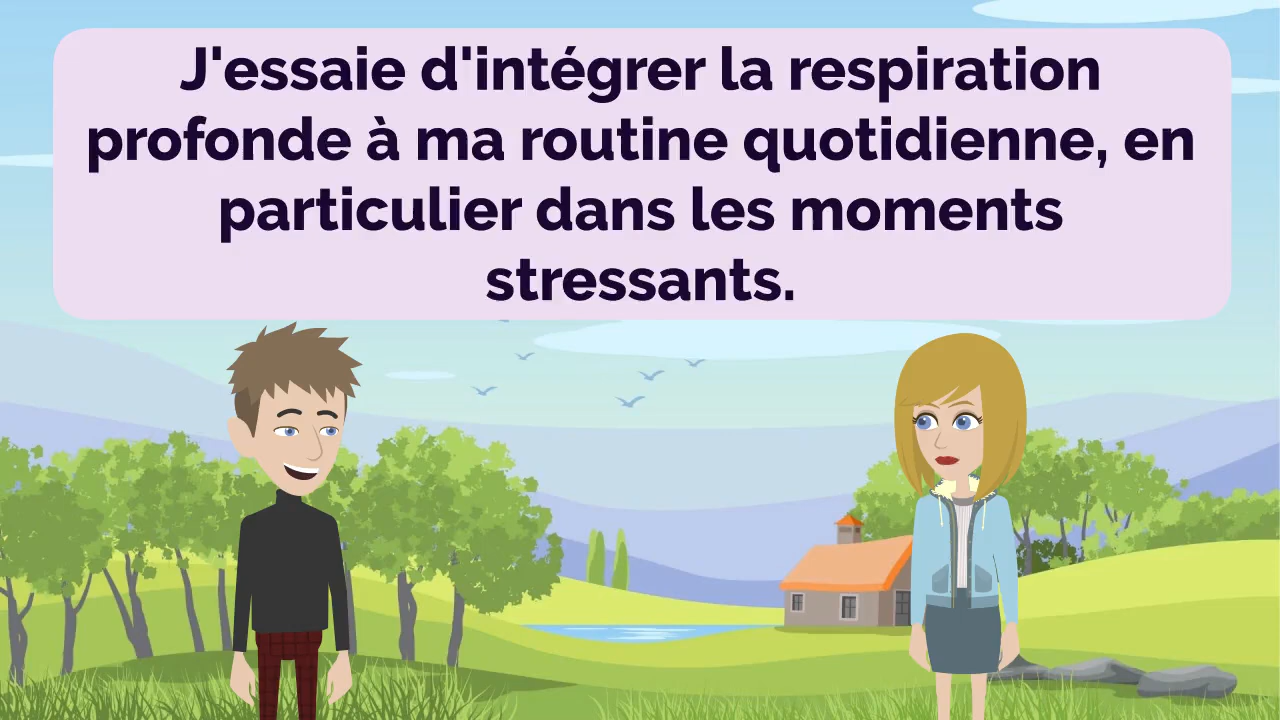 J'essaie d'intégrer la respiration
profonde à ma routine quotidienne, en
particulier dans les moments
stressants.